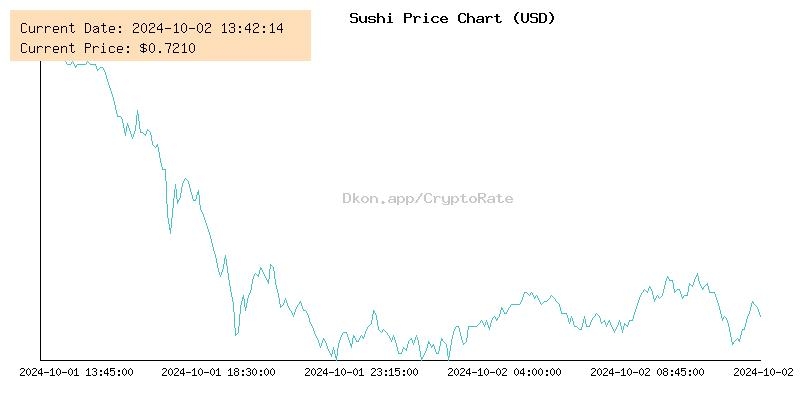 Sushi Price Chart (USD)
Current Date: 2024-10-02 13:42:14
Current Price: $0.7210
Dkon.app/CryptoRate
2024-10-01 13:45:00 2024-10-01 18:30:00 2024-10-01 23:15:00 2024-10-02 04:00:00 2024-10-02 08:45:00 2024-10-02